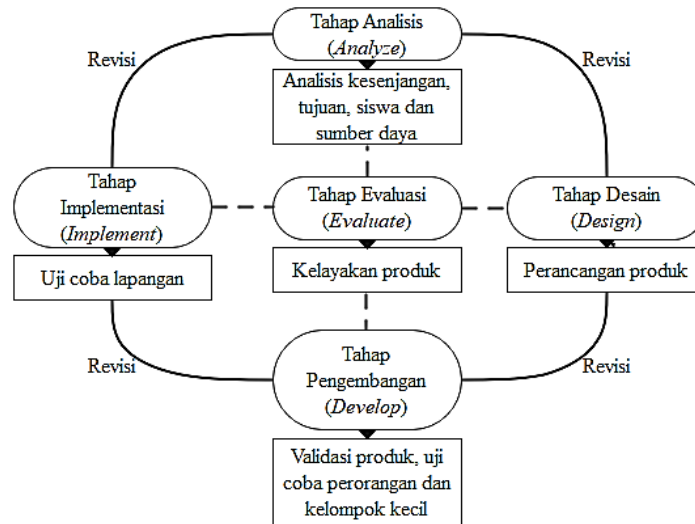 Tahap Analisis
(Analyze)
Revisi
Revisi
Analisis kesenjangan,
tujuan, siswa dan
sumber daya
Tahap
Implementasi
(Implement)
Tahap Evaluasi
(Evaluate)
Tahap Desain
(Design)
Uji coba lapangan
Kelayakan produk
Perancangan produk
Revisi
Revisi
Tahap
Pengembangan
(Develop)
Validasi produk, uji
coba perorangan dan
kelompok kecil